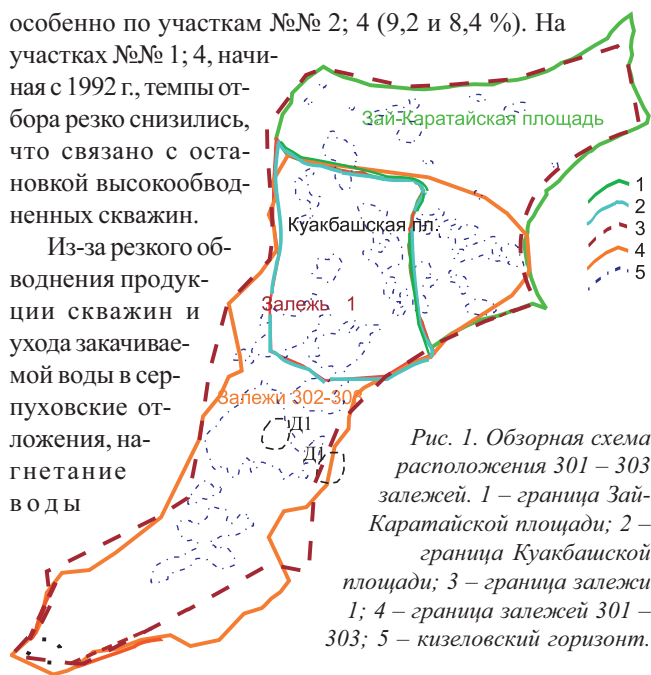 особенно по участкам №№ 2; 4 (9,2 и 8,4 %). На
участках №№ 1; 4, начи-
ная с 1992 г., темпы от-
бора резко снизились,
что связано с оста-
новкой высокообвод-
ненных скважин.
Из-за резкого об-
воднения продук-
ции скважин и
ухода закачивае-
мой воды в сер-
пуховские от-
ложения, на-
гнетание
воды
Зай-Каратайская площадь
Куакбашская пл.
Залежь 1
Залежи 302-303
Д1
Д1
1
2
3
4
5
Рис. 1. Обзорная схема
расположения 301 – 303
залежей. 1 – граница Зай-
Каратайской площади; 2 –
граница Куакбашской
площади; 3 – граница залежи
1; 4 – граница залежей 301 –
303; 5 – кизеловский горизонт.